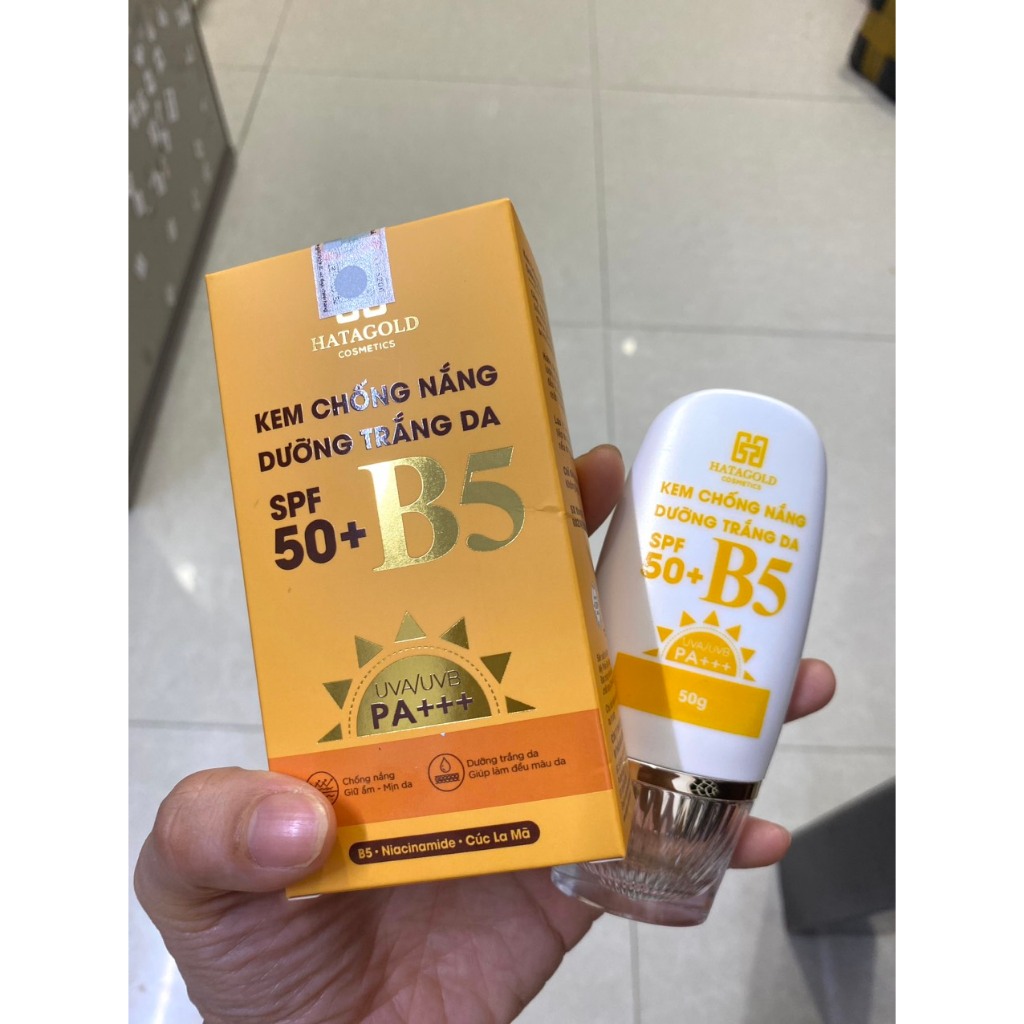 HATAGOLD
COSMETICS
KEM CHỐNG NẮNG
DƯỠNG TRẮNG DA
SPF
50+
B5
UVA/UVB
PA+++
Chống nắng
Giữ ẩm - Mịn da
Dưỡng trắng da
Giúp làm đều màu da
B5 • Niacinamide • Cúc La Mã
HATAGOLD
COSMETICS
KEM CHỐNG NẮNG
DƯỠNG TRẮNG DA
SPF
50+
B5
UVA/UVB
PA+++
50g